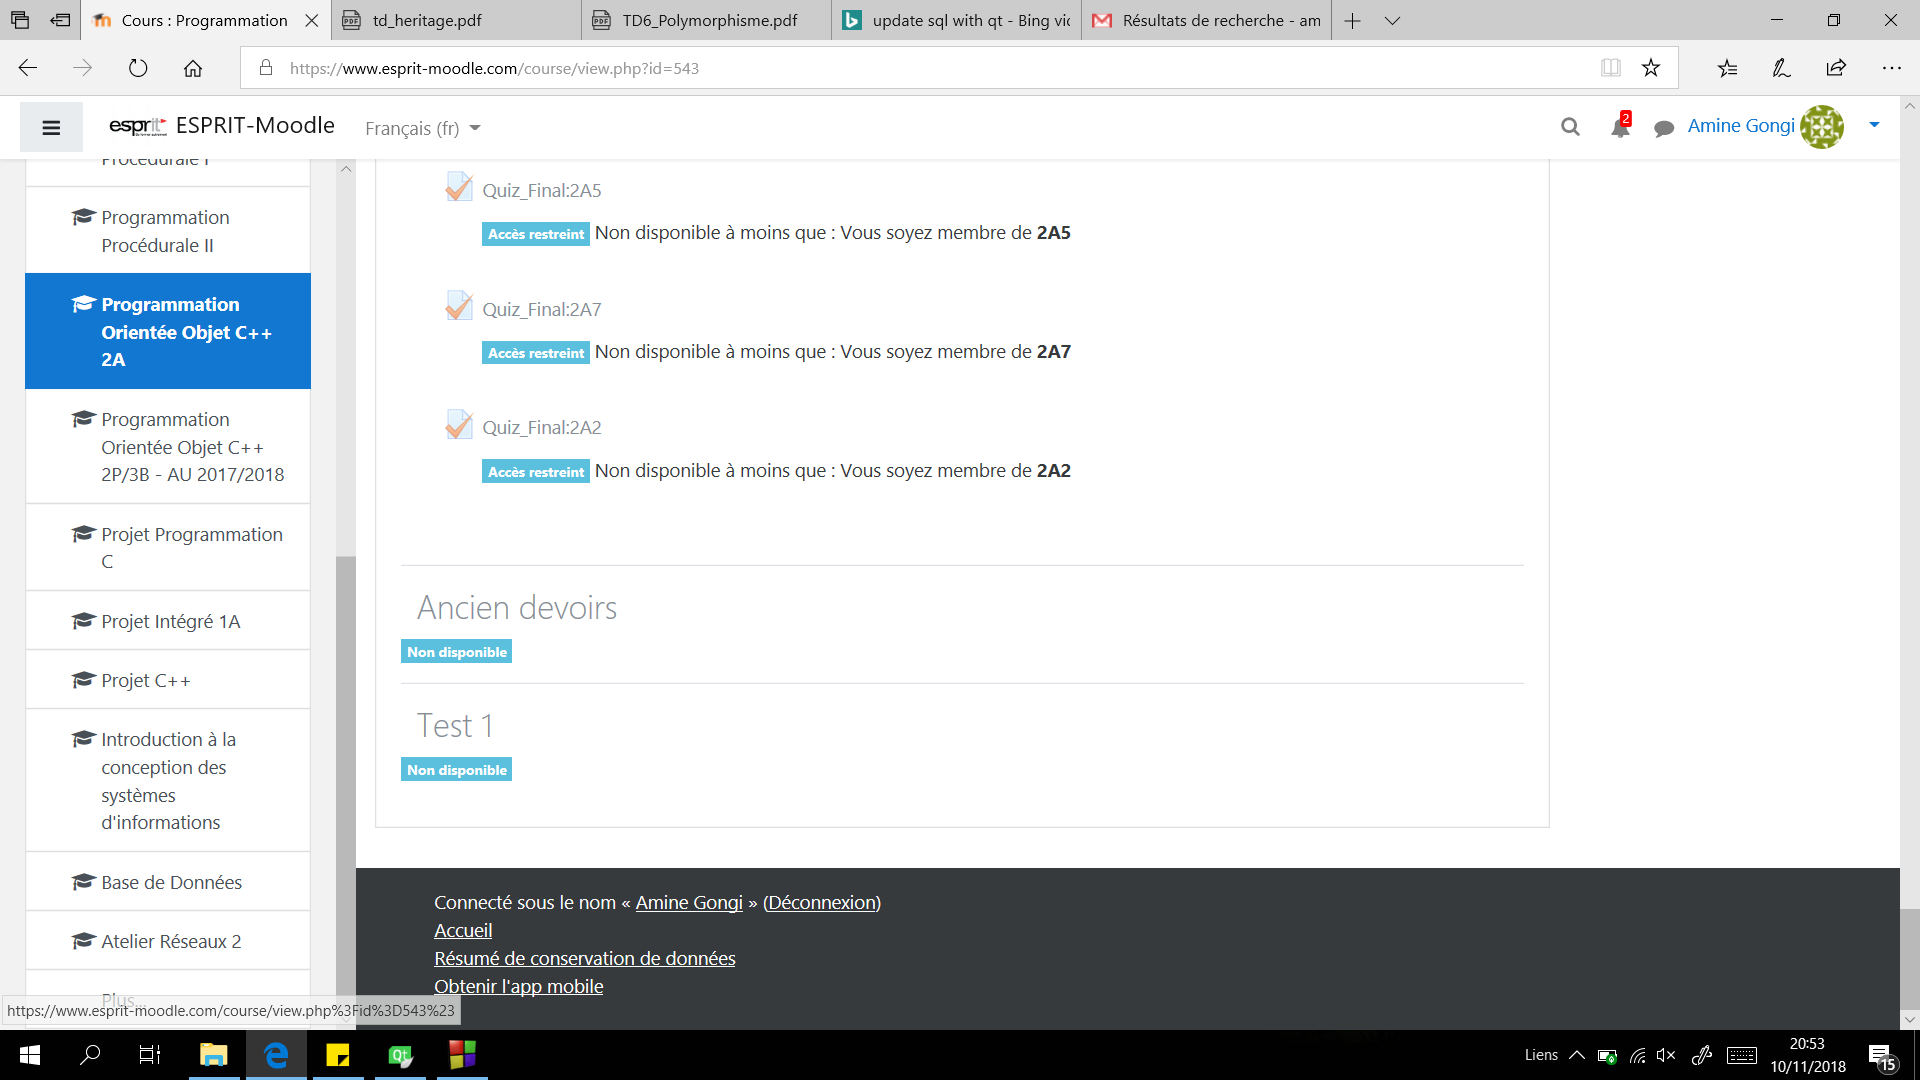 Cours : Programmation
td_heritage.pdf
TD6_Polymorphisme.pdf
update sql with qt - Bing vic
Résultats de recherche - am
https://www.esprit-moodle.com/course/view.php?id=543
esprit
ESPRIT-Moodle
Français (fr)
2
Amine Gongi
Procédurale I
Programmation
Procédurale II
Programmation
Orientée Objet C++
2A
Programmation
Orientée Objet C++
2P/3B - AU 2017/2018
Projet Programmation
C
Projet Intégré 1A
Projet C++
Introduction à la
conception des
systèmes
d'informations
Base de Données
Atelier Réseaux 2
Plus...
https://www.esprit-moodle.com/course/view.php%3Fid%3D543%23
Quiz_Final:2A5
Accès restreint Non disponible à moins que : Vous soyez membre de 2A5
Quiz_Final:2A7
Accès restreint Non disponible à moins que : Vous soyez membre de 2A7
Quiz_Final:2A2
Accès restreint Non disponible à moins que : Vous soyez membre de 2A2
Ancien devoirs
Non disponible
Test 1
Non disponible
Connecté sous le nom « Amine Gongi » (Déconnexion)
Accueil
Résumé de conservation de données
Obtenir l'app mobile
Liens
20:53
10/11/2018
15